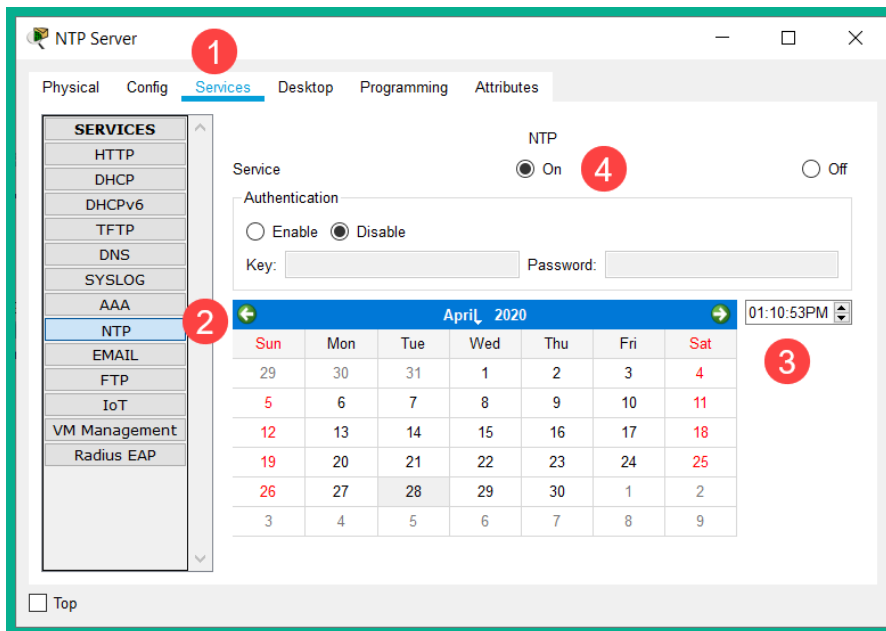 NTP Server
1
Physical Config Services Desktop Programming Attributes
SERVICES
HTTP
DHCP
DHCPv6
TFTP
DNS
SYSLOG
AAA
NTP
EMAIL
FTP
IoT
VM Management
Radius EAP
2
NTP
Service On 4 Off
Authentication
Enable Disable
Key: Password:
April, 2020 01:10:53PM
3
Sun Mon Tue Wed Thu Fri Sat
29 30 31 1 2 3 4
5 6 7 8 9 10 11
12 13 14 15 16 17 18
19 20 21 22 23 24 25
26 27 28 29 30 1 2
3 4 5 6 7 8 9
Top